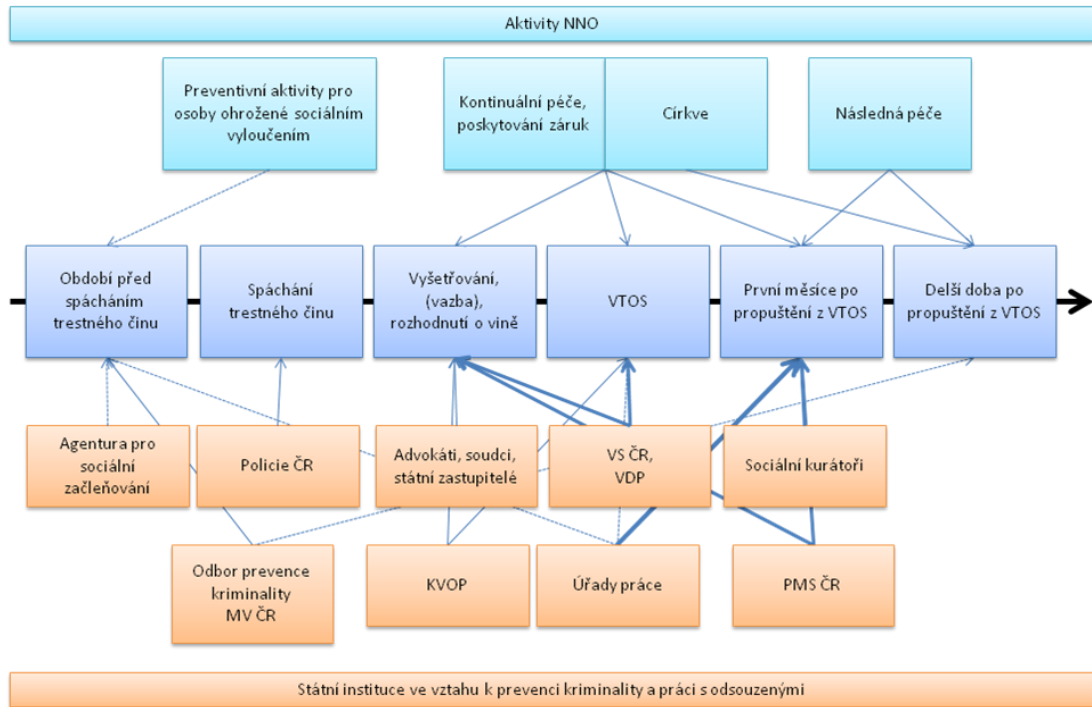 Aktivity NNO
Preventivní aktivity pro
osoby ohrožené sociálním
vyloučením
Kontinuální péče,
poskytování záruk
Církve
Následná péče
Období před
spácháním
trestného činu
Spáchání
trestného činu
Vyšetřování,
(vazba),
rozhodnutí o vině
VTOS
První měsíce po
propuštění z VTOS
Delší doba po
propuštění z VTOS
Agentura pro
sociální
začleňování
Policie ČR
Advokáti, soudci,
státní zastupitelé
VS ČR,
VDP
Sociální kurátoři
Odbor prevence
kriminality
MV ČR
KVOP
Úřady práce
PMS ČR
Státní instituce ve vztahu k prevenci kriminality a práci s odsouzenými